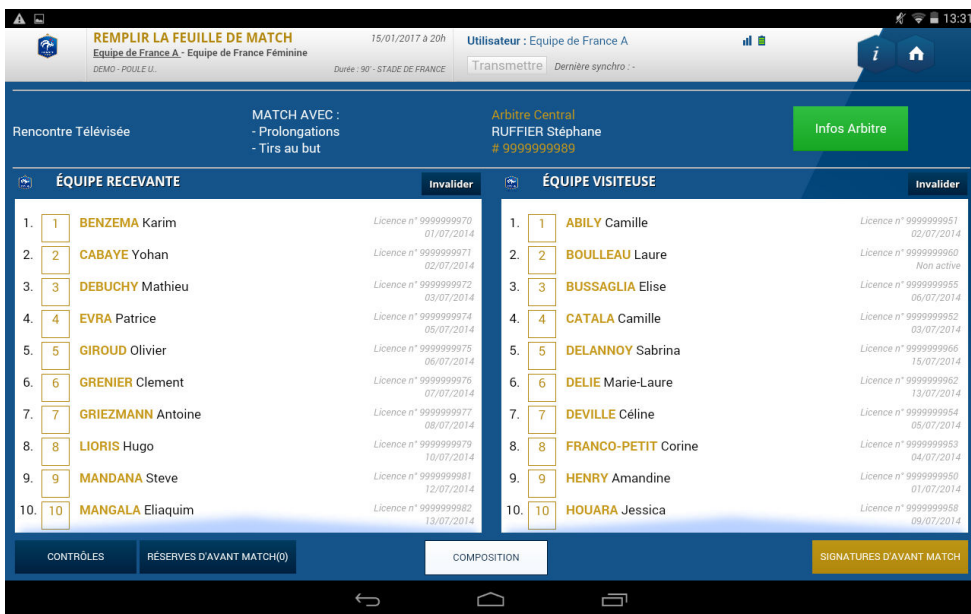 13:31
REMPLIR LA FEUILLE DE MATCH
15/01/2017 à 20h
Equipe de France A - Equipe de France Féminine
DEMO - POULE U..
Durée : 90' - STADE DE FRANCE
Utilisateur : Equipe de France A
Transmettre Dernière synchro : -
Rencontre Télévisée
MATCH AVEC :
- Prolongations
- Tirs au but
Arbitre Central
RUFFIER Stéphane
# 9999999989
Infos Arbitre
ÉQUIPE RECEVANTE
Invalider
1. 1 BENZEMA Karim Licence n° 9999999970
01/07/2014
2. 2 CABAYE Yohan Licence n° 9999999971
02/07/2014
3. 3 DEBUCHY Mathieu Licence n° 9999999972
03/07/2014
4. 4 EVRA Patrice Licence n° 9999999974
05/07/2014
5. 5 GIROUD Olivier Licence n° 9999999975
06/07/2014
6. 6 GRENIER Clement Licence n° 9999999976
07/07/2014
7. 7 GRIEZMANN Antoine Licence n° 9999999977
08/07/2014
8. 8 LIORIS Hugo Licence n° 9999999979
10/07/2014
9. 9 MANDANA Steve Licence n° 9999999981
12/07/2014
10. 10 MANGALA Eliaquim Licence n° 9999999982
13/07/2014
ÉQUIPE VISITEUSE
Invalider
1. 1 ABILY Camille Licence n° 9999999951
02/07/2014
2. 2 BOULLEAU Laure Licence n° 9999999960
Non active
3. 3 BUSSAGLIA Elise Licence n° 9999999955
06/07/2014
4. 4 CATALA Camille Licence n° 9999999952
03/07/2014
5. 5 DELANNOY Sabrina Licence n° 9999999966
15/07/2014
6. 6 DELIE Marie-Laure Licence n° 9999999962
13/07/2014
7. 7 DEVILLE Céline Licence n° 9999999954
05/07/2014
8. 8 FRANCO-PETIT Corine Licence n° 9999999953
04/07/2014
9. 9 HENRY Amandine Licence n° 9999999950
01/07/2014
10. 10 HOUARA Jessica Licence n° 9999999958
09/07/2014
CONTRÔLES
RÉSERVES D'AVANT MATCH(0)
COMPOSITION
SIGNATURES D'AVANT MATCH